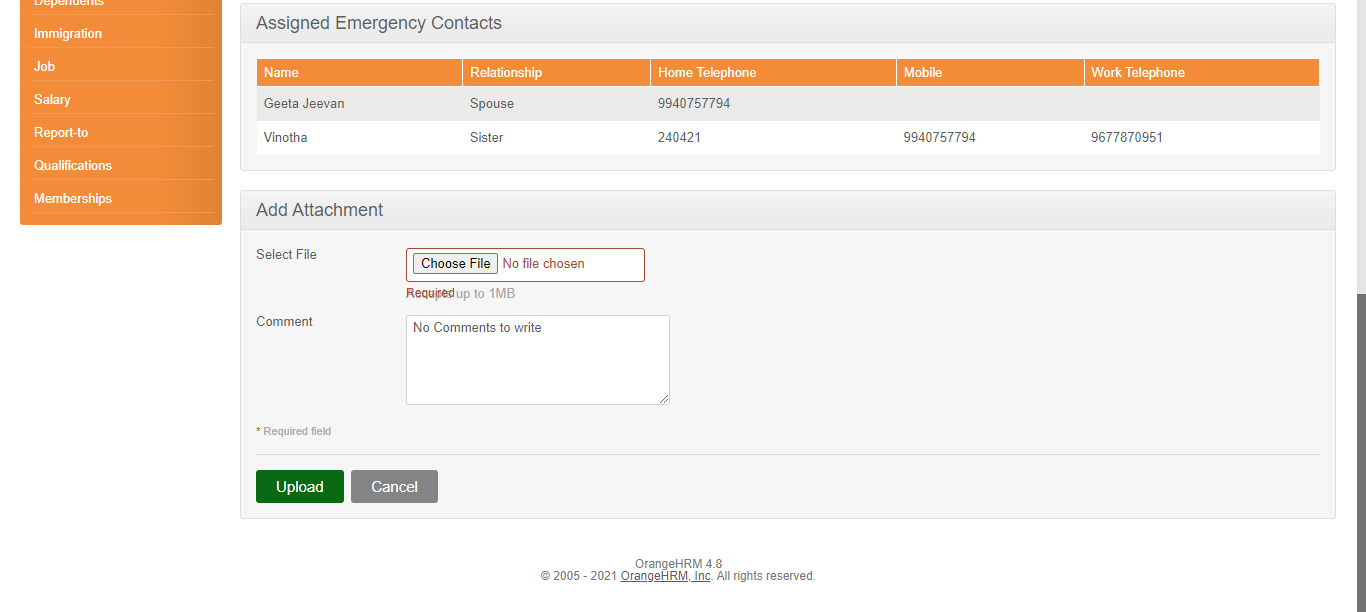 Dependents
Immigration
Job
Salary
Report-to
Qualifications
Memberships
Assigned Emergency Contacts
Name Relationship Home Telephone Mobile Work Telephone
Geeta Jeevan Spouse 9940757794
Vinotha Sister 240421 9940757794 9677870951
Add Attachment
Select File
Choose File No file chosen
Required
Accepts up to 1MB
Comment
No Comments to write
* Required field
Upload Cancel
OrangeHRM 4.8
© 2005 - 2021 OrangeHRM, Inc. All rights reserved.